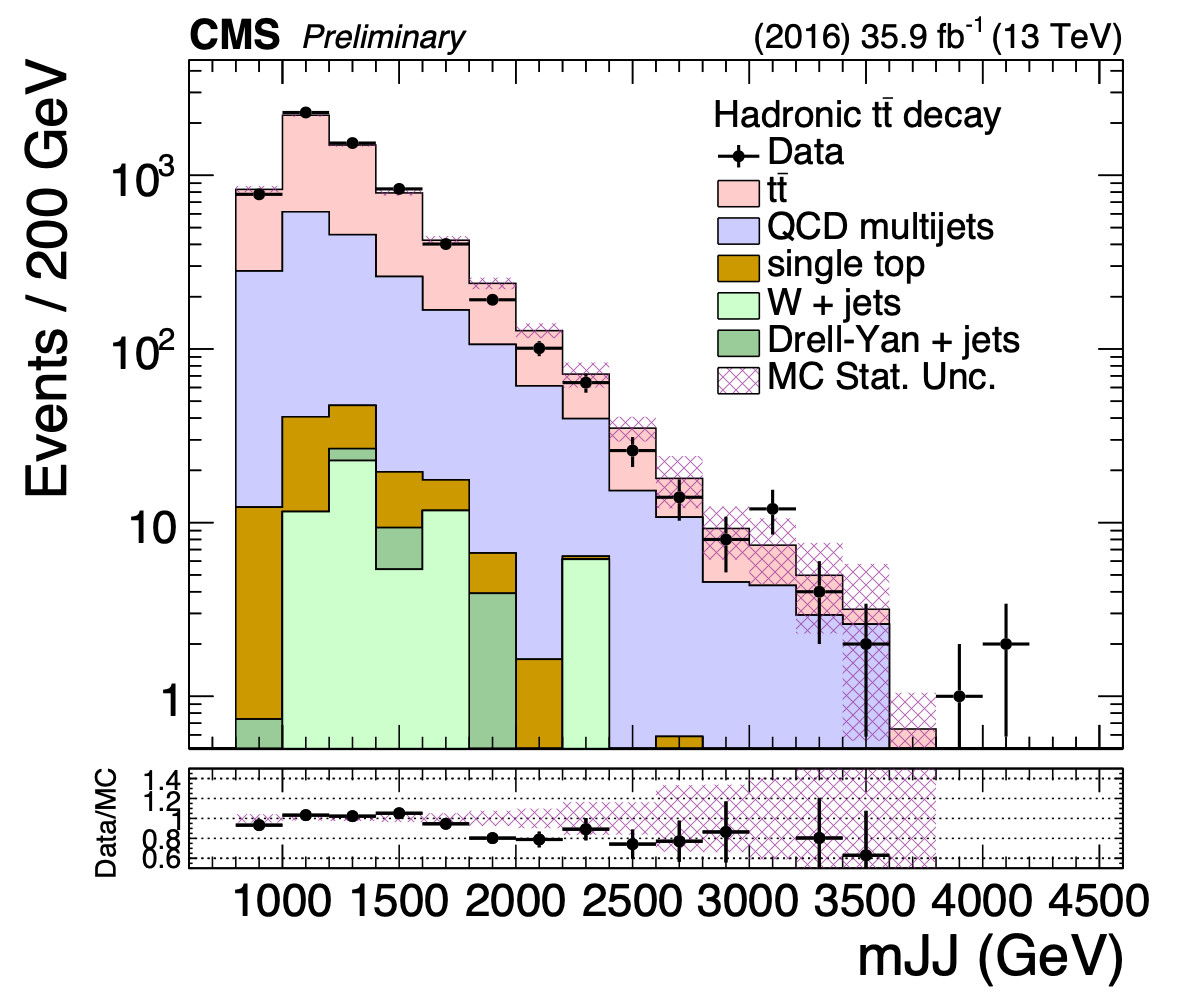 CMS Preliminary (2016) 35.9 fb⁻¹ (13 TeV)
Events / 200 GeV
10³
10²
10
1
Hadronic tt̄ decay
Data
tt̄
QCD multijets
single top
W + jets
Drell-Yan + jets
MC Stat. Unc.
Data/MC
1.4
1.2
1
0.8
0.6
1000 1500 2000 2500 3000 3500 4000 4500
mJJ (GeV)